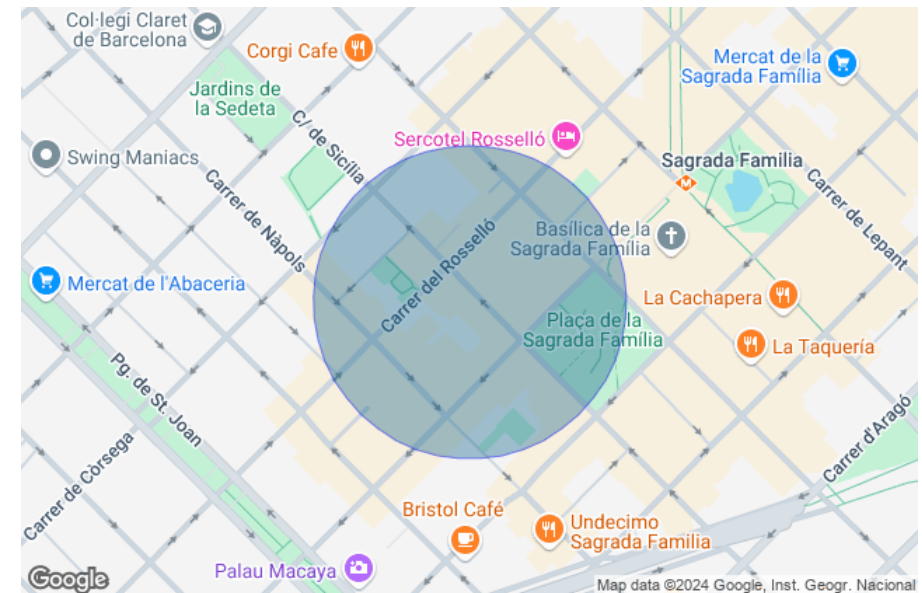 Col·legi Claret
de Barcelona
Corgi Cafe
Mercat de la
Sagrada Família
Jardins de
la Sedeta
C/ de Sicília
Sercotel Rosselló
Swing Maniacs
Sagrada Familia
M
Carrer de Nàpols
Carrer de Lepant
Carrer del Rosselló
Basílica de la
Sagrada Família
Mercat de l'Abaceria
La Cachapera
Plaça de la
Sagrada Família
La Taquería
Pg. de St. Joan
Carrer d'Aragó
Carrer de Còrsega
Bristol Café
Undecimo
Sagrada Familia
Palau Macaya
Google
Map data ©2024 Google, Inst. Geogr. Nacional